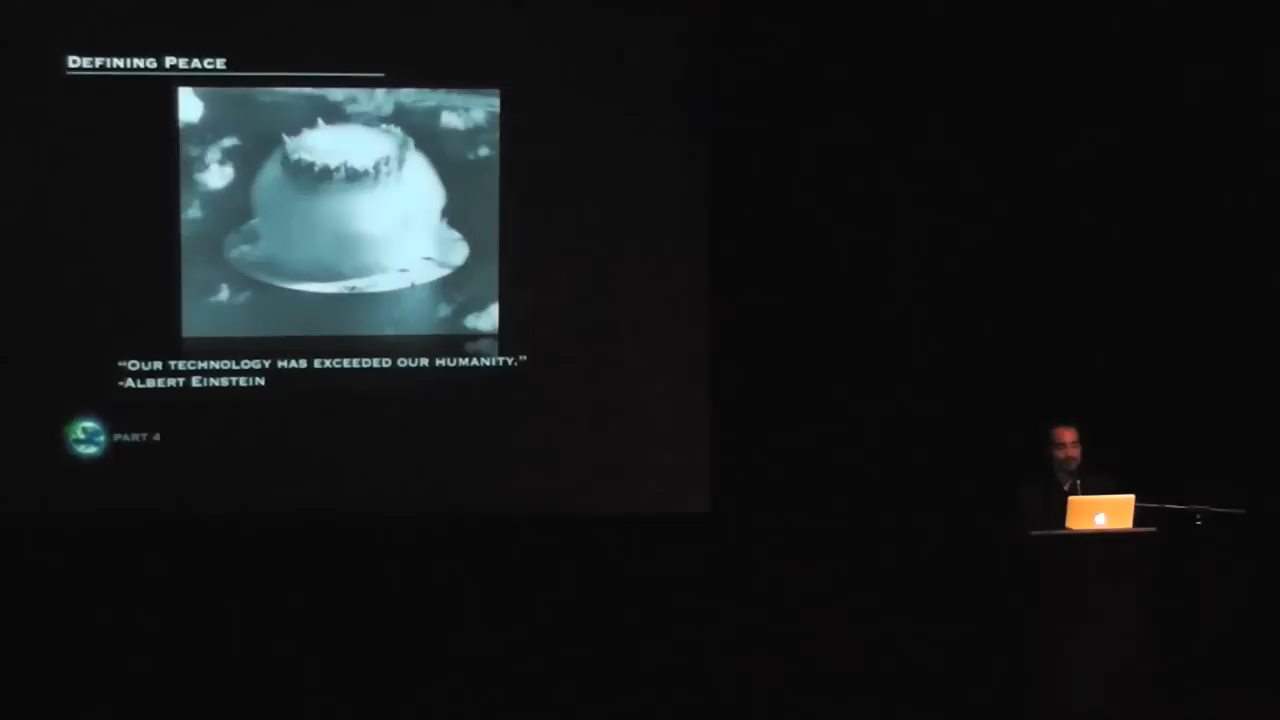 DEFINING PEACE
“OUR TECHNOLOGY HAS EXCEEDED OUR HUMANITY.”
-ALBERT EINSTEIN
PART 4